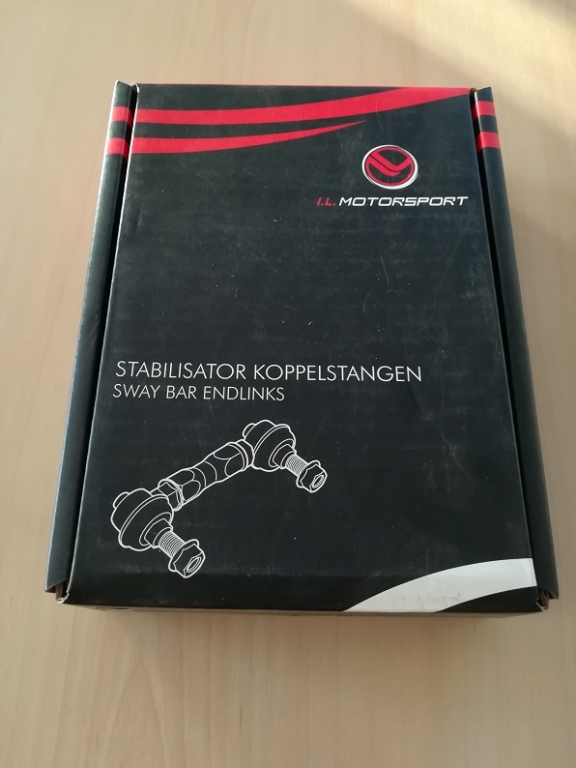 I.L. MOTORSPORT
STABILISATOR KOPPELSTANGEN
SWAY BAR ENDLINKS